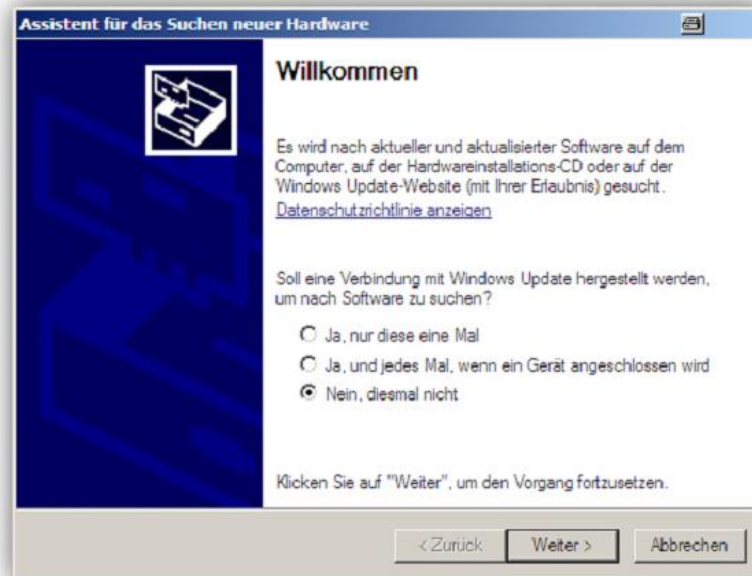 Assistent für das Suchen neuer Hardware
Willkommen
Es wird nach aktueller und aktualisierter Software auf dem
Computer, auf der Hardwareinstallations-CD oder auf der
Windows Update-Website (mit Ihrer Erlaubnis) gesucht.
Datenschutzrichtlinie anzeigen
Soll eine Verbindung mit Windows Update hergestellt werden,
um nach Software zu suchen?
Ja, nur diese eine Mal
Ja, und jedes Mal, wenn ein Gerät angeschlossen wird
Nein, diesmal nicht
Klicken Sie auf "Weiter", um den Vorgang fortzusetzen.
< Zurück Weiter > Abbrechen